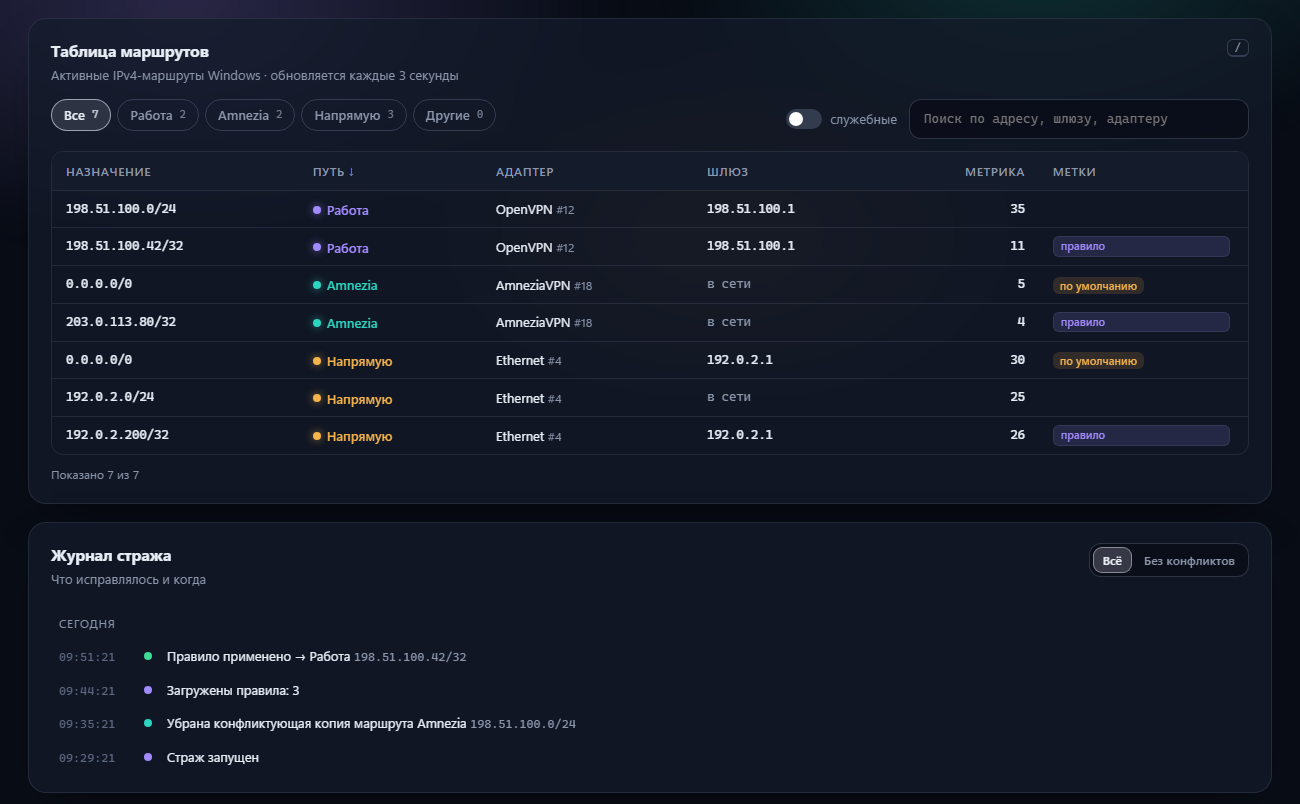 Таблица маршрутов
/
Активные IPv4-маршруты Windows · обновляется каждые 3 секунды
Все 7 Работа 2 Amnezia 2 Напрямую 3 Другие 0 служебные Поиск по адресу, шлюзу, адаптеру
НАЗНАЧЕНИЕ ПУТЬ ↓ АДАПТЕР ШЛЮЗ МЕТРИКА МЕТКИ
198.51.100.0/24 Работа OpenVPN #12 198.51.100.1 35
198.51.100.42/32 Работа OpenVPN #12 198.51.100.1 11 правило
0.0.0.0/0 Amnezia AmneziaVPN #18 в сети 5 по умолчанию
203.0.113.80/32 Amnezia AmneziaVPN #18 в сети 4 правило
0.0.0.0/0 Напрямую Ethernet #4 192.0.2.1 30 по умолчанию
192.0.2.0/24 Напрямую Ethernet #4 в сети 25
192.0.2.200/32 Напрямую Ethernet #4 192.0.2.1 26 правило
Показано 7 из 7
Журнал стража
Всё Без конфликтов
Что исправлялось и когда
СЕГОДНЯ
09:51:21 Правило применено → Работа 198.51.100.42/32
09:44:21 Загружены правила: 3
09:35:21 Убрана конфликтующая копия маршрута Amnezia 198.51.100.0/24
09:29:21 Страж запущен